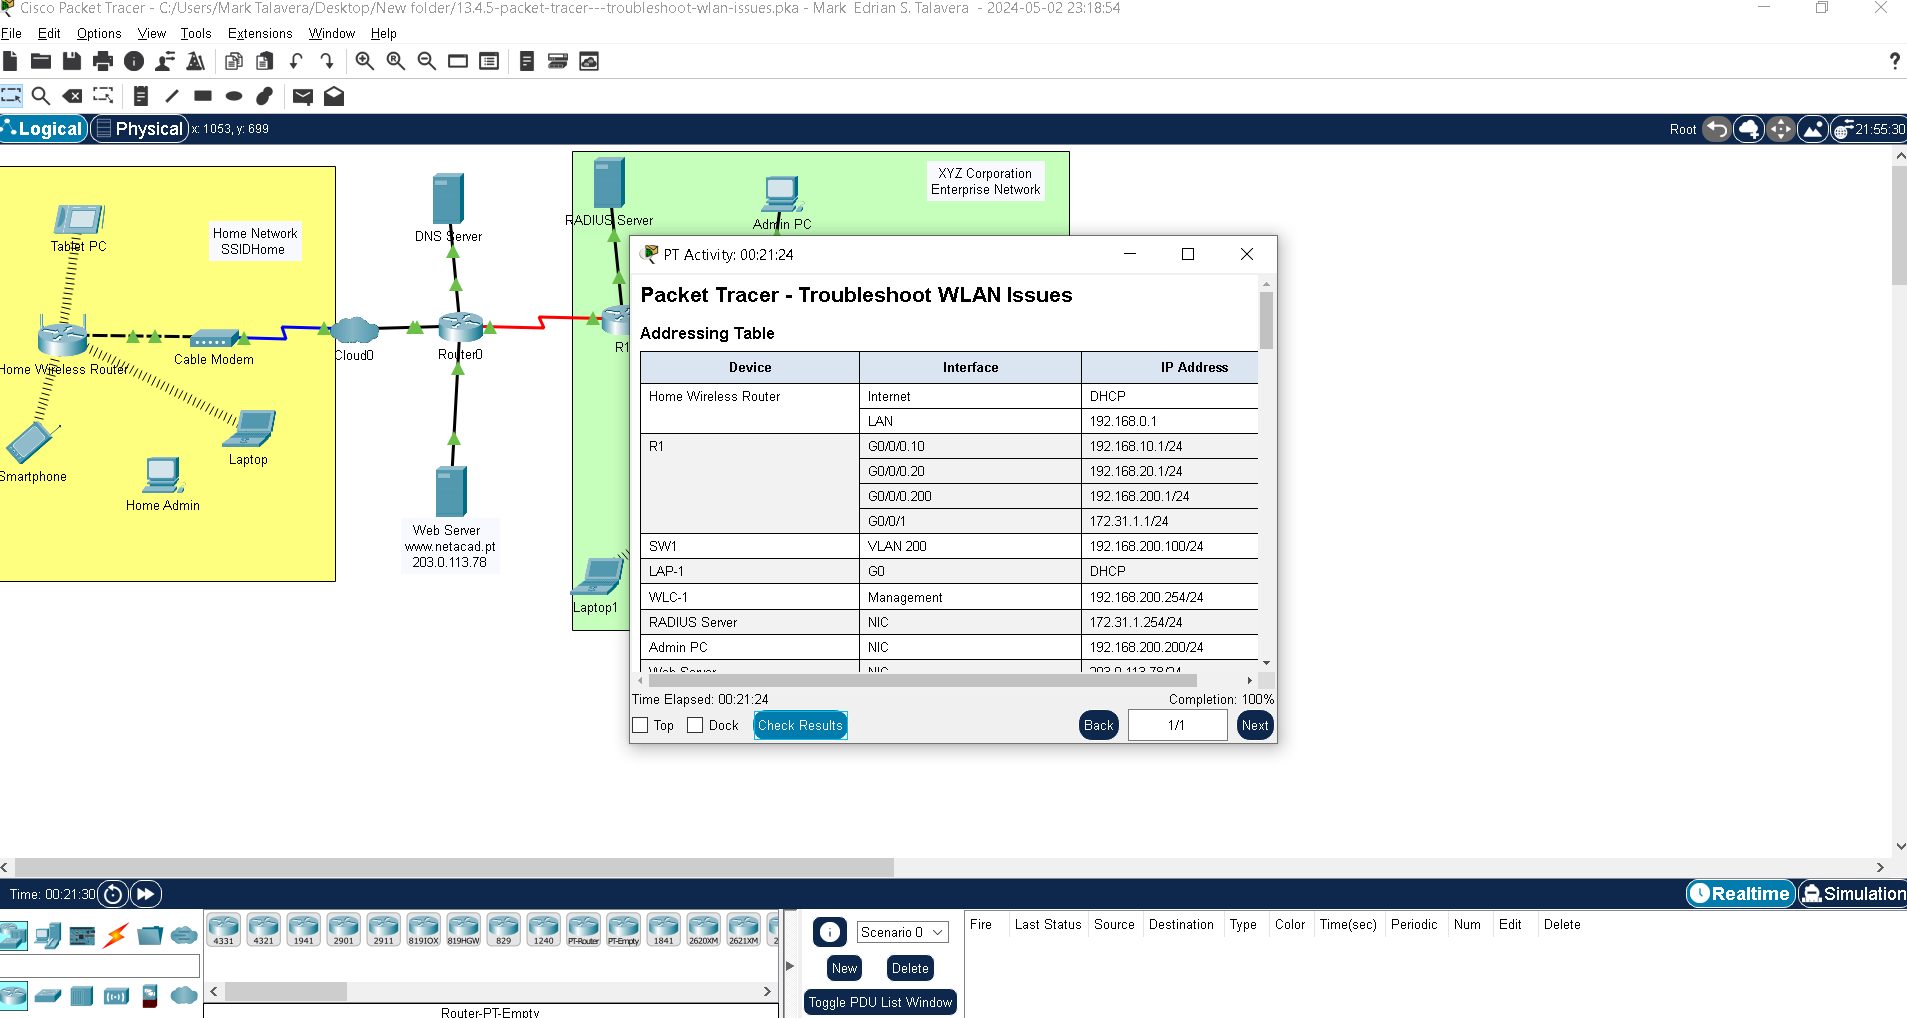 Cisco Packet Tracer - C:/Users/Mark Talavera/Desktop/New folder/13.4.5-packet-tracer---troubleshoot-wlan-issues.pka - Mark Edrian S. Talavera - 2024-05-02 23:18:54
File Edit Options View Tools Extensions Window Help
?
Logical Physical x: 1053, y: 699
Root 21:55:30
XYZ Corporation
Enterprise Network
RADIUS Server
Admin PC
DNS Server
Home Network
SSIDHome
Tablet PC
Home Wireless Router
Cable Modem
Cloud0
Router0
R1
Smartphone
Laptop
Home Admin
Web Server
www.netacad.pt
203.0.113.78
Laptop1
PT Activity: 00:21:24
Packet Tracer - Troubleshoot WLAN Issues
Addressing Table
Device Interface IP Address
Home Wireless Router Internet DHCP
LAN 192.168.0.1
R1 G0/0/0.10 192.168.10.1/24
G0/0/0.20 192.168.20.1/24
G0/0/0.200 192.168.200.1/24
G0/0/1 172.31.1.1/24
SW1 VLAN 200 192.168.200.100/24
LAP-1 G0 DHCP
WLC-1 Management 192.168.200.254/24
RADIUS Server NIC 172.31.1.254/24
Admin PC NIC 192.168.200.200/24
Web Server NIC 203.0.113.78/24
Time Elapsed: 00:21:24 Completion: 100%
Top Dock Check Results Back 1/1 Next
Time: 00:21:30
Realtime Simulation
4331 4321 1941 2901 2911 819IOX 819HGW 829 1240 PT-Router PT-Empty 1841 2620XM 2621XM 2
Router-PT-Empty
Scenario 0
New Delete
Toggle PDU List Window
Fire Last Status Source Destination Type Color Time(sec) Periodic Num Edit Delete